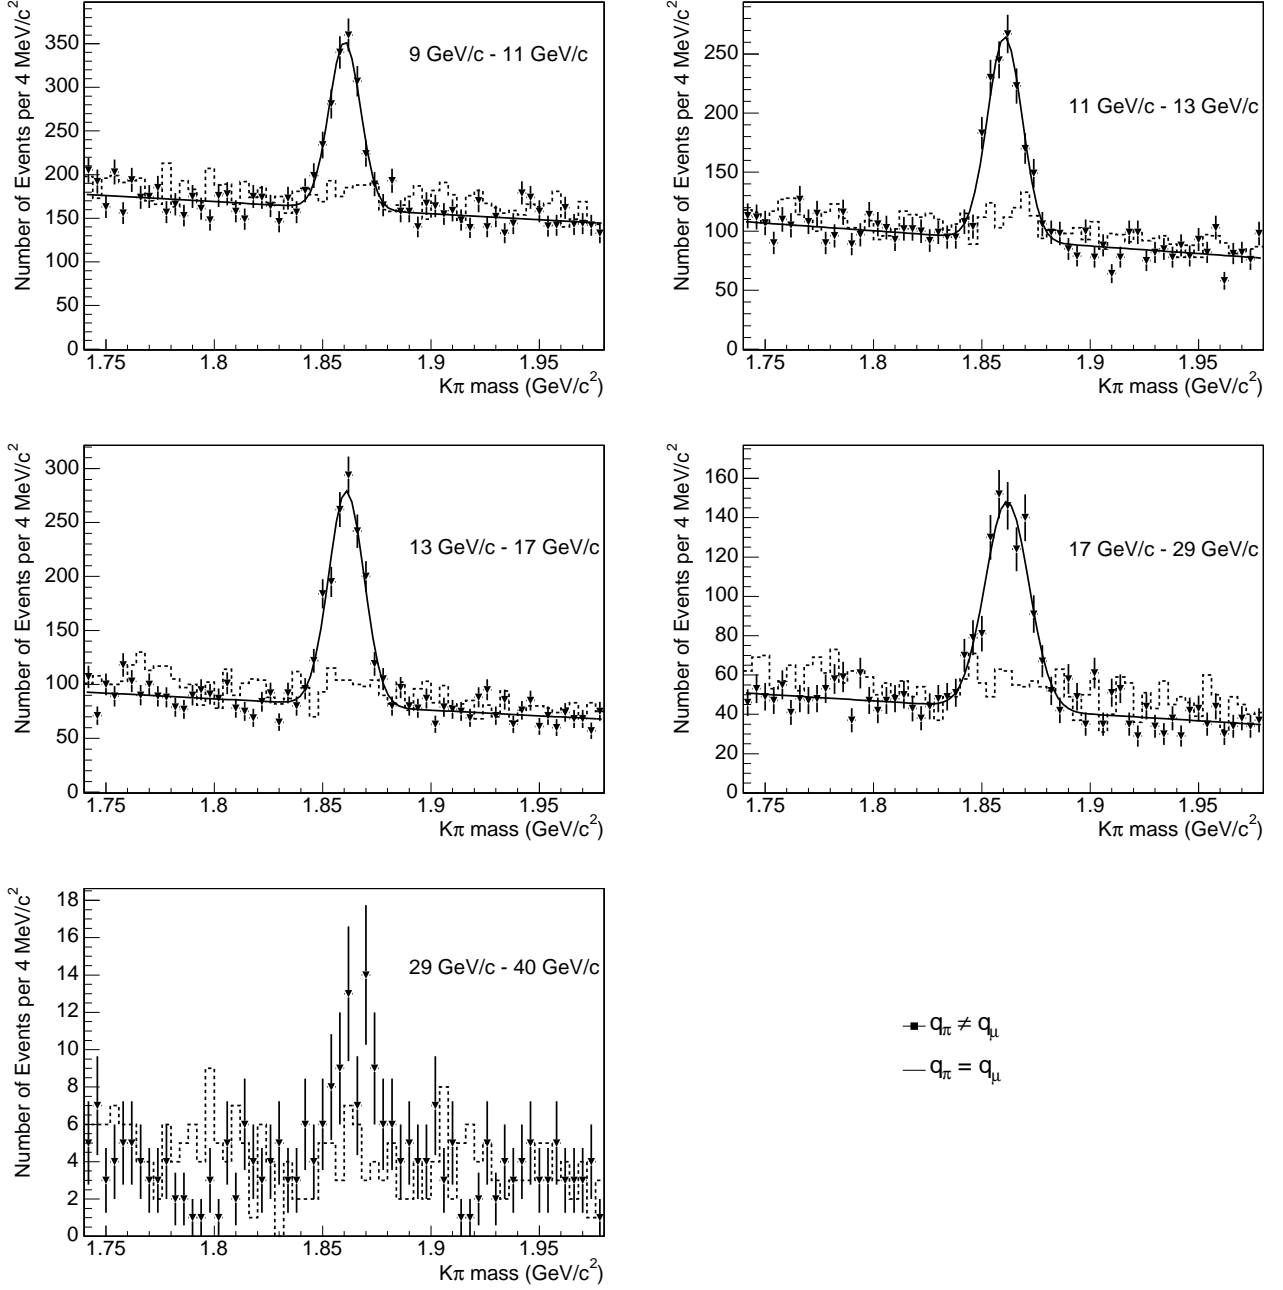 Number of Events per 4 MeV/c²
350
300
250
200
150
100
50
0
9 GeV/c - 11 GeV/c
1.75 1.8 1.85 1.9 1.95
Kπ mass (GeV/c²)
Number of Events per 4 MeV/c²
250
200
150
100
50
0
11 GeV/c - 13 GeV/c
1.75 1.8 1.85 1.9 1.95
Kπ mass (GeV/c²)
Number of Events per 4 MeV/c²
300
250
200
150
100
50
0
13 GeV/c - 17 GeV/c
1.75 1.8 1.85 1.9 1.95
Kπ mass (GeV/c²)
Number of Events per 4 MeV/c²
160
140
120
100
80
60
40
20
0
17 GeV/c - 29 GeV/c
1.75 1.8 1.85 1.9 1.95
Kπ mass (GeV/c²)
Number of Events per 4 MeV/c²
18
16
14
12
10
8
6
4
2
0
29 GeV/c - 40 GeV/c
1.75 1.8 1.85 1.9 1.95
Kπ mass (GeV/c²)
q_π ≠ q_μ
q_π = q_μ